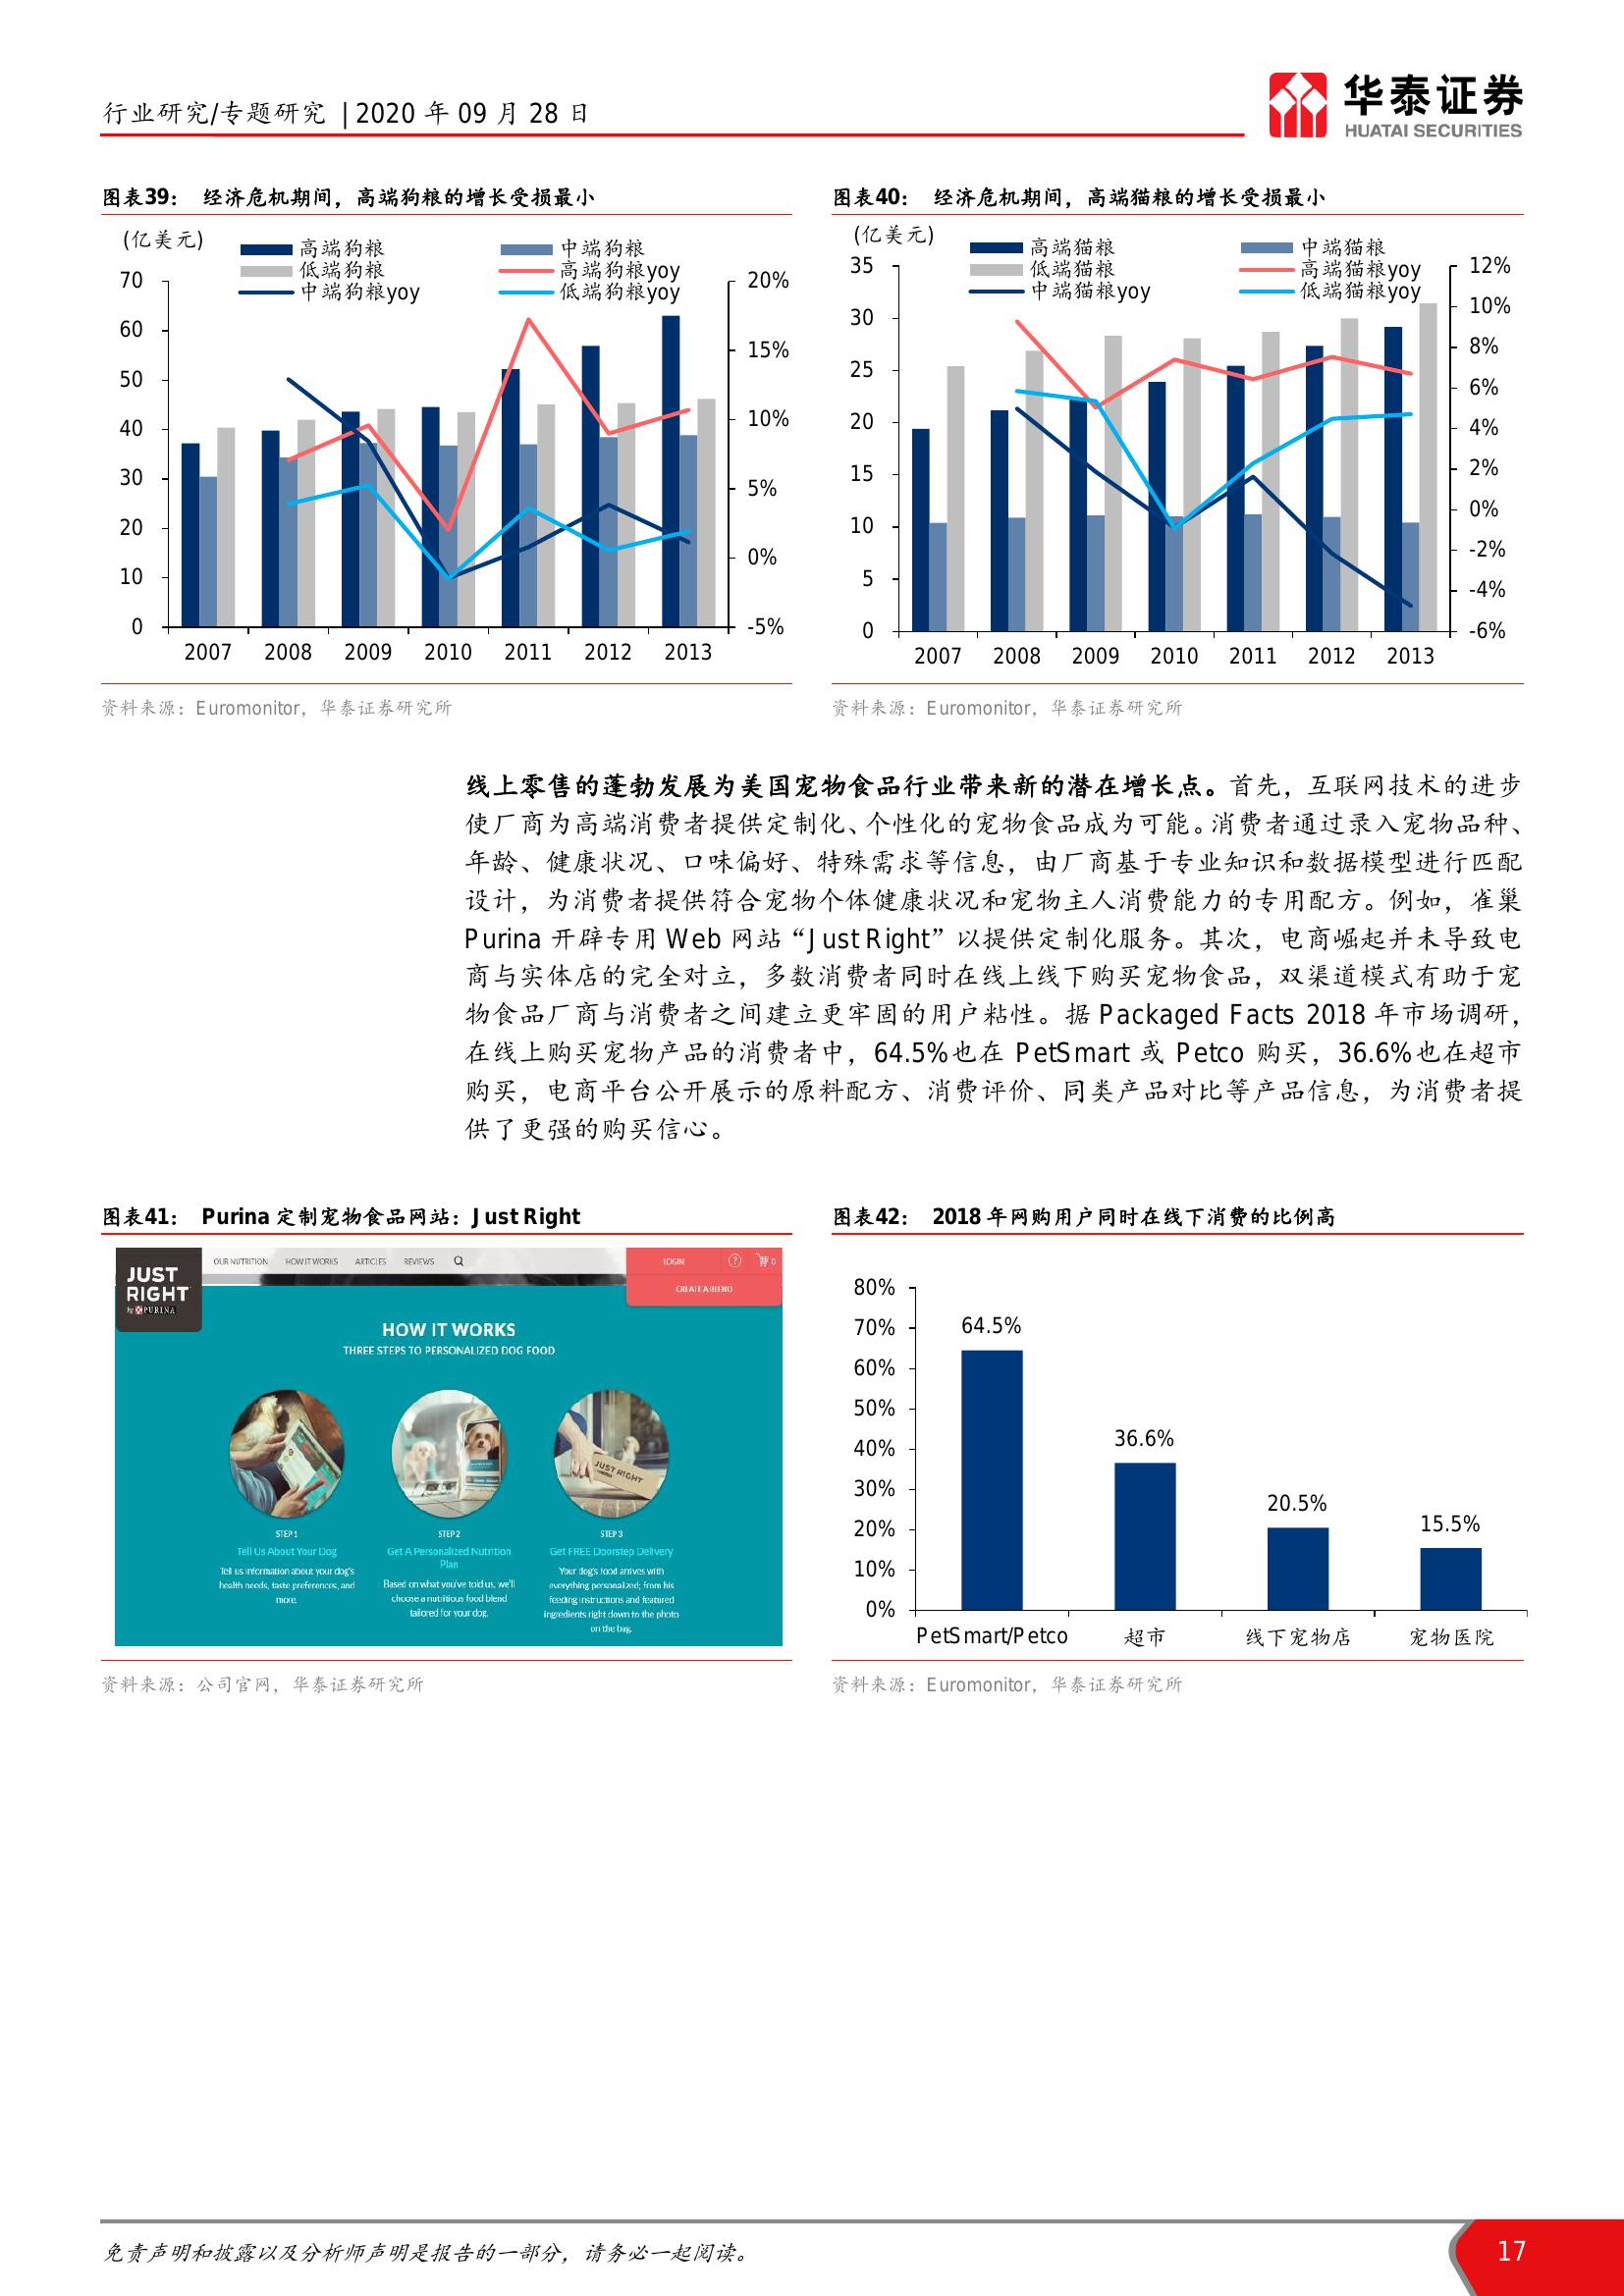 行业研究/专题研究 | 2020 年 09 月 28 日
华泰证券
HUATAI SECURITIES
图表39： 经济危机期间，高端狗粮的增长受损最小
(亿美元)
高端狗粮 中端狗粮
低端狗粮 高端狗粮yoy
中端狗粮yoy 低端狗粮yoy
70 20%
60
15%
50
10%
40
30 5%
20
0%
10
0 -5%
2007 2008 2009 2010 2011 2012 2013
资料来源：Euromonitor，华泰证券研究所
图表40： 经济危机期间，高端猫粮的增长受损最小
(亿美元)
高端猫粮 中端猫粮
低端猫粮 高端猫粮yoy
中端猫粮yoy 低端猫粮yoy
35 12%
10%
30
8%
25
6%
20 4%
15 2%
0%
10
-2%
5
-4%
0 -6%
2007 2008 2009 2010 2011 2012 2013
资料来源：Euromonitor，华泰证券研究所
线上零售的蓬勃发展为美国宠物食品行业带来新的潜在增长点。首先，互联网技术的进步
使厂商为高端消费者提供定制化、个性化的宠物食品成为可能。消费者通过录入宠物品种、
年龄、健康状况、口味偏好、特殊需求等信息，由厂商基于专业知识和数据模型进行匹配
设计，为消费者提供符合宠物个体健康状况和宠物主人消费能力的专用配方。例如，雀巢
Purina 开辟专用 Web 网站“Just Right”以提供定制化服务。其次，电商崛起并未导致电
商与实体店的完全对立，多数消费者同时在线上线下购买宠物食品，双渠道模式有助于宠
物食品厂商与消费者之间建立更牢固的用户粘性。据 Packaged Facts 2018 年市场调研，
在线上购买宠物产品的消费者中，64.5%也在 PetSmart 或 Petco 购买，36.6%也在超市
购买，电商平台公开展示的原料配方、消费评价、同类产品对比等产品信息，为消费者提
供了更强的购买信心。
图表41： Purina 定制宠物食品网站：Just Right
JUST
RIGHT
by PURINA
OUR NUTRITION HOW IT WORKS ARTICLES REVIEWS
LOGIN ? 0
CREATE A BLEND
HOW IT WORKS
THREE STEPS TO PERSONALIZED DOG FOOD
JUST RIGHT
STEP 1
Tell Us About Your Dog
Tell us information about your dog's
health needs, taste preferences, and
more.
STEP 2
Get A Personalized Nutrition
Plan
Based on what you've told us, we'll
choose a nutritious food blend
tailored for your dog.
STEP 3
Get FREE Doorstep Delivery
Your dog's food arrives with
everything personalized; from his
feeding instructions and featured
ingredients right down to the photo
on the bag.
资料来源：公司官网，华泰证券研究所
图表42： 2018 年网购用户同时在线下消费的比例高
80%
70%
60%
50%
40%
30%
20%
10%
0%
64.5%
36.6%
20.5%
15.5%
PetSmart/Petco 超市 线下宠物店 宠物医院
资料来源：Euromonitor，华泰证券研究所
免责声明和披露以及分析师声明是报告的一部分，请务必一起阅读。
17